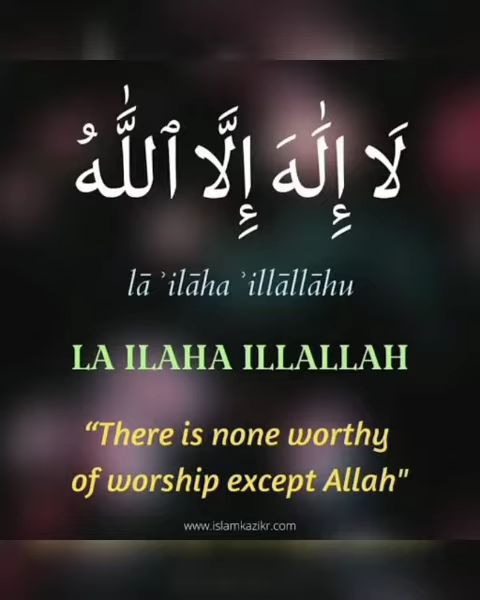 لَا إِلَٰهَ إِلَّا ٱللَّٰهُ
lā ʾilāha ʾillāllāhu
LA ILAHA ILLALLAH
“There is none worthy
of worship except Allah"
www.islamkazikr.com